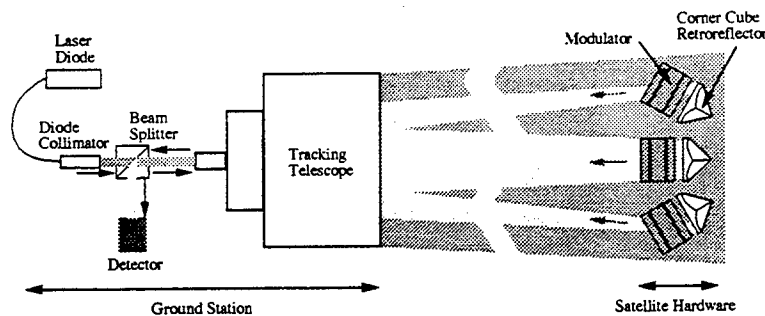 Laser
Diode
Diode
Collimator
Beam
Splitter
Tracking
Telescope
Detector
Ground Station
Modulator
Corner Cube
Retroreflector
Satellite Hardware